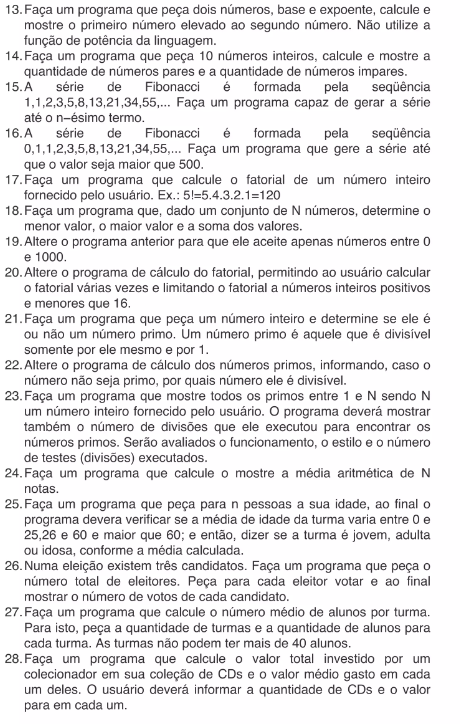 13. Faça um programa que peça dois números, base e expoente, calcule e
mostre o primeiro número elevado ao segundo número. Não utilize a
função de potência da linguagem.
14. Faça um programa que peça 10 números inteiros, calcule e mostre a
quantidade de números pares e a quantidade de números impares.
15. A série de Fibonacci é formada pela seqüência
1,1,2,3,5,8,13,21,34,55,... Faça um programa capaz de gerar a série
até o n−ésimo termo.
16. A série de Fibonacci é formada pela seqüência
0,1,1,2,3,5,8,13,21,34,55,... Faça um programa que gere a série até
que o valor seja maior que 500.
17. Faça um programa que calcule o fatorial de um número inteiro
fornecido pelo usuário. Ex.: 5!=5.4.3.2.1=120
18. Faça um programa que, dado um conjunto de N números, determine o
menor valor, o maior valor e a soma dos valores.
19. Altere o programa anterior para que ele aceite apenas números entre 0
e 1000.
20. Altere o programa de cálculo do fatorial, permitindo ao usuário calcular
o fatorial várias vezes e limitando o fatorial a números inteiros positivos
e menores que 16.
21. Faça um programa que peça um número inteiro e determine se ele é
ou não um número primo. Um número primo é aquele que é divisível
somente por ele mesmo e por 1.
22. Altere o programa de cálculo dos números primos, informando, caso o
número não seja primo, por quais número ele é divisível.
23. Faça um programa que mostre todos os primos entre 1 e N sendo N
um número inteiro fornecido pelo usuário. O programa deverá mostrar
também o número de divisões que ele executou para encontrar os
números primos. Serão avaliados o funcionamento, o estilo e o número
de testes (divisões) executados.
24. Faça um programa que calcule o mostre a média aritmética de N
notas.
25. Faça um programa que peça para n pessoas a sua idade, ao final o
programa devera verificar se a média de idade da turma varia entre 0 e
25,26 e 60 e maior que 60; e então, dizer se a turma é jovem, adulta
ou idosa, conforme a média calculada.
26. Numa eleição existem três candidatos. Faça um programa que peça o
número total de eleitores. Peça para cada eleitor votar e ao final
mostrar o número de votos de cada candidato.
27. Faça um programa que calcule o número médio de alunos por turma.
Para isto, peça a quantidade de turmas e a quantidade de alunos para
cada turma. As turmas não podem ter mais de 40 alunos.
28. Faça um programa que calcule o valor total investido por um
colecionador em sua coleção de CDs e o valor médio gasto em cada
um deles. O usuário deverá informar a quantidade de CDs e o valor
para em cada um.